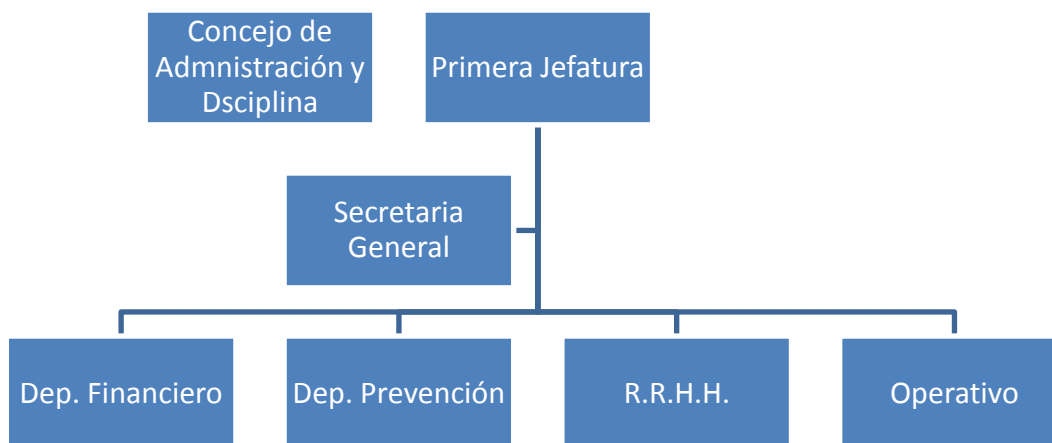 Concejo de
Admnistración y
Dsciplina
Primera Jefatura
Secretaria
General
Dep. Financiero
Dep. Prevención
R.R.H.H.
Operativo